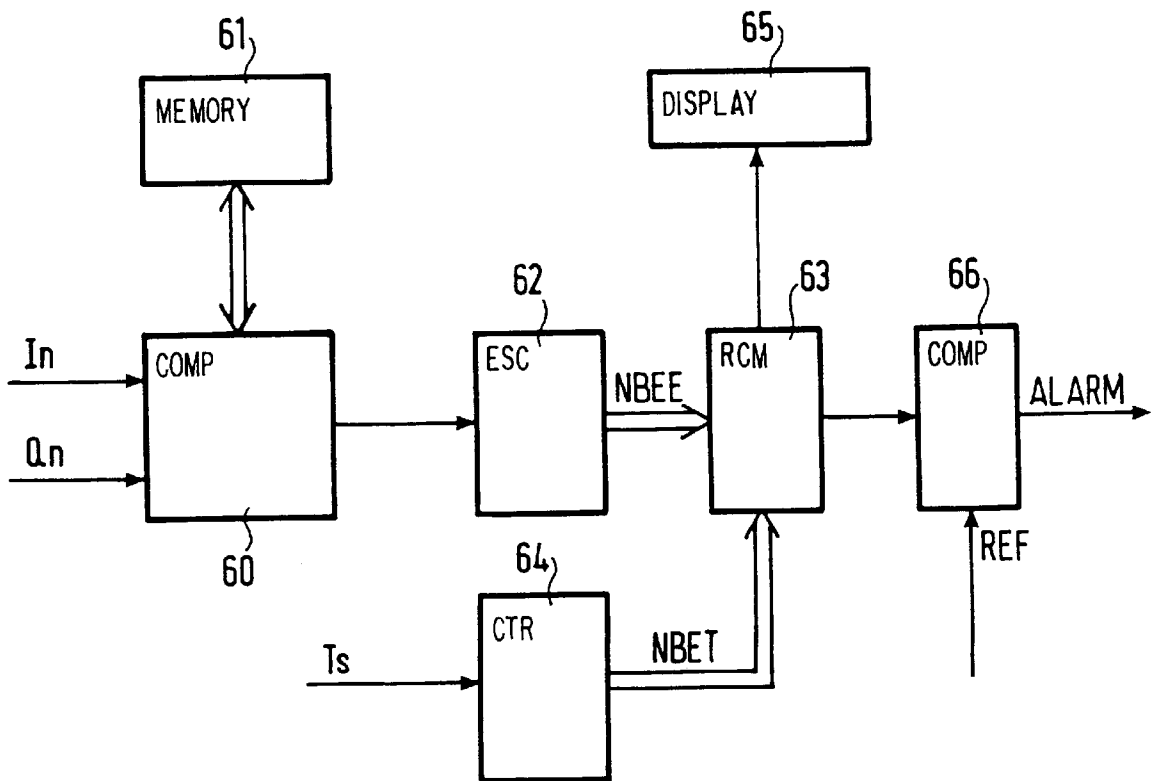 61
65
MEMORY
DISPLAY
62
63
66
In
COMP
ESC
NBEE
RCM
COMP
ALARM
Qn
60
64
REF
CTR
NBET
Ts